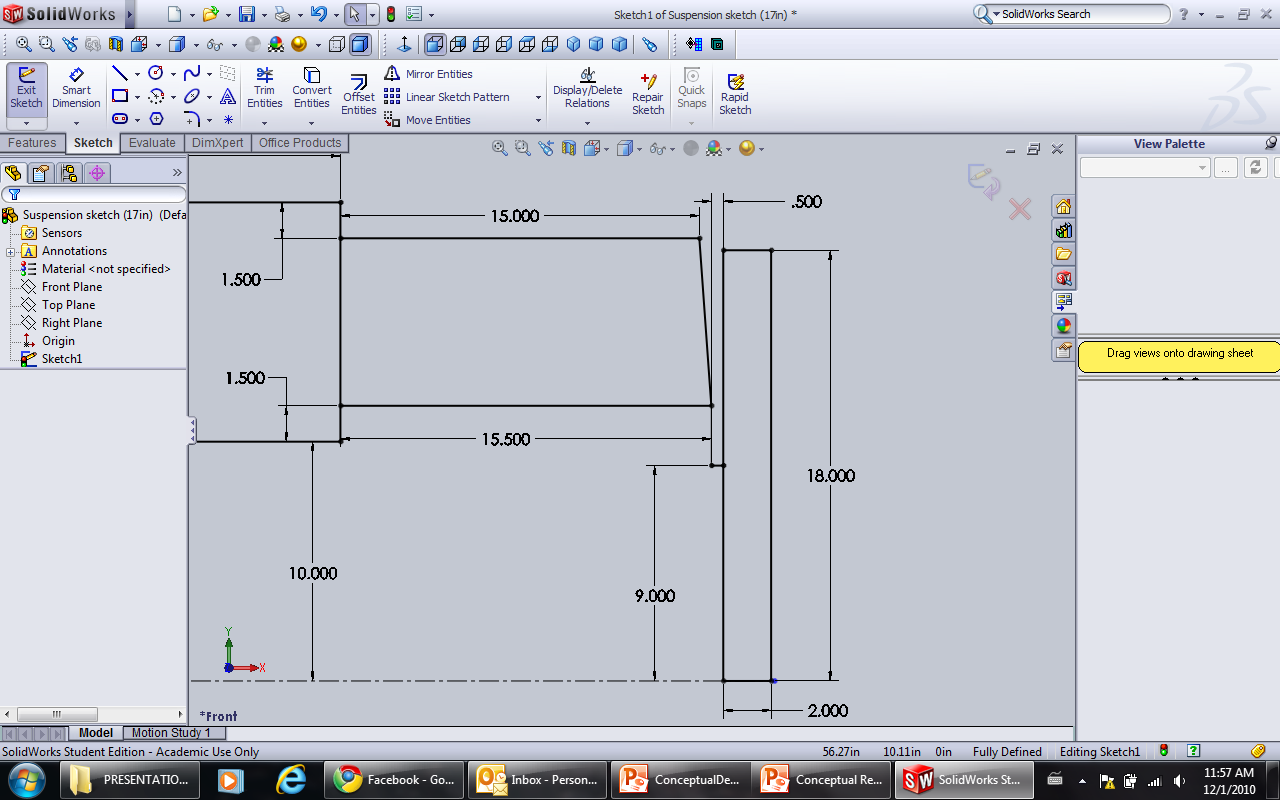 SW SolidWorks
Sketch1 of Suspension sketch (17in) *
SolidWorks Search
?
Exit Sketch
Smart Dimension
Trim Entities
Convert Entities
Offset Entities
Mirror Entities
Linear Sketch Pattern
Move Entities
Display/Delete Relations
Repair Sketch
Quick Snaps
Rapid Sketch
Features
Sketch
Evaluate
DimXpert
Office Products
View Palette
...
Suspension sketch (17in) (Defa
Sensors
A Annotations
Material <not specified>
Front Plane
Top Plane
Right Plane
Origin
Sketch1
.500
15.000
1.500
1.500
15.500
18.000
10.000
9.000
2.000
Y
X
*Front
Drag views onto drawing sheet
Model
Motion Study 1
SolidWorks Student Edition - Academic Use Only
56.27in
10.11in
0in
Fully Defined
Editing Sketch1
?
PRESENTATIO...
Facebook - Go...
Inbox - Person...
ConceptualDe...
Conceptual Re...
SW SolidWorks St...
11:57 AM
12/1/2010